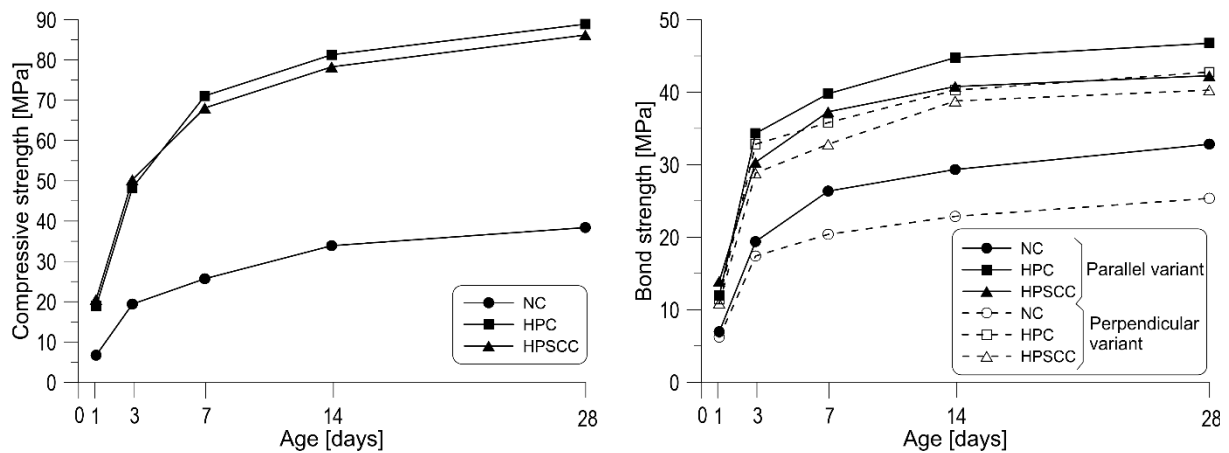 Compressive strength [MPa]
90
80
70
60
50
40
30
20
10
0
0 1 3 7 14 28
Age [days]
NC
HPC
HPSCC
Bond strength [MPa]
50
40
30
20
10
0
0 1 3 7 14 28
Age [days]
NC
HPC
HPSCC
Parallel variant
NC
HPC
HPSCC
Perpendicular
variant